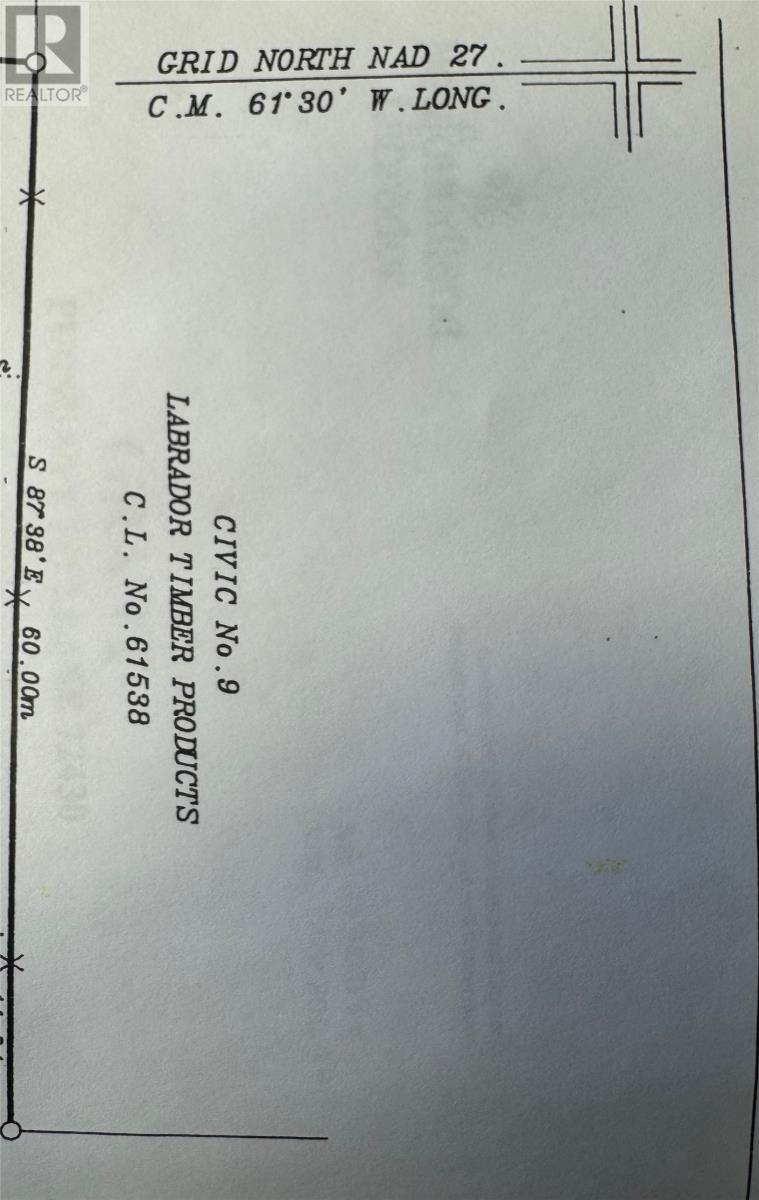 REALTOR®
GRID NORTH NAD 27.
C.M. 61°30' W.LONG.
CIVIC No.9
LABRADOR TIMBER PRODUCTS
C.L. No.61538
S 87°38'E 60.00m